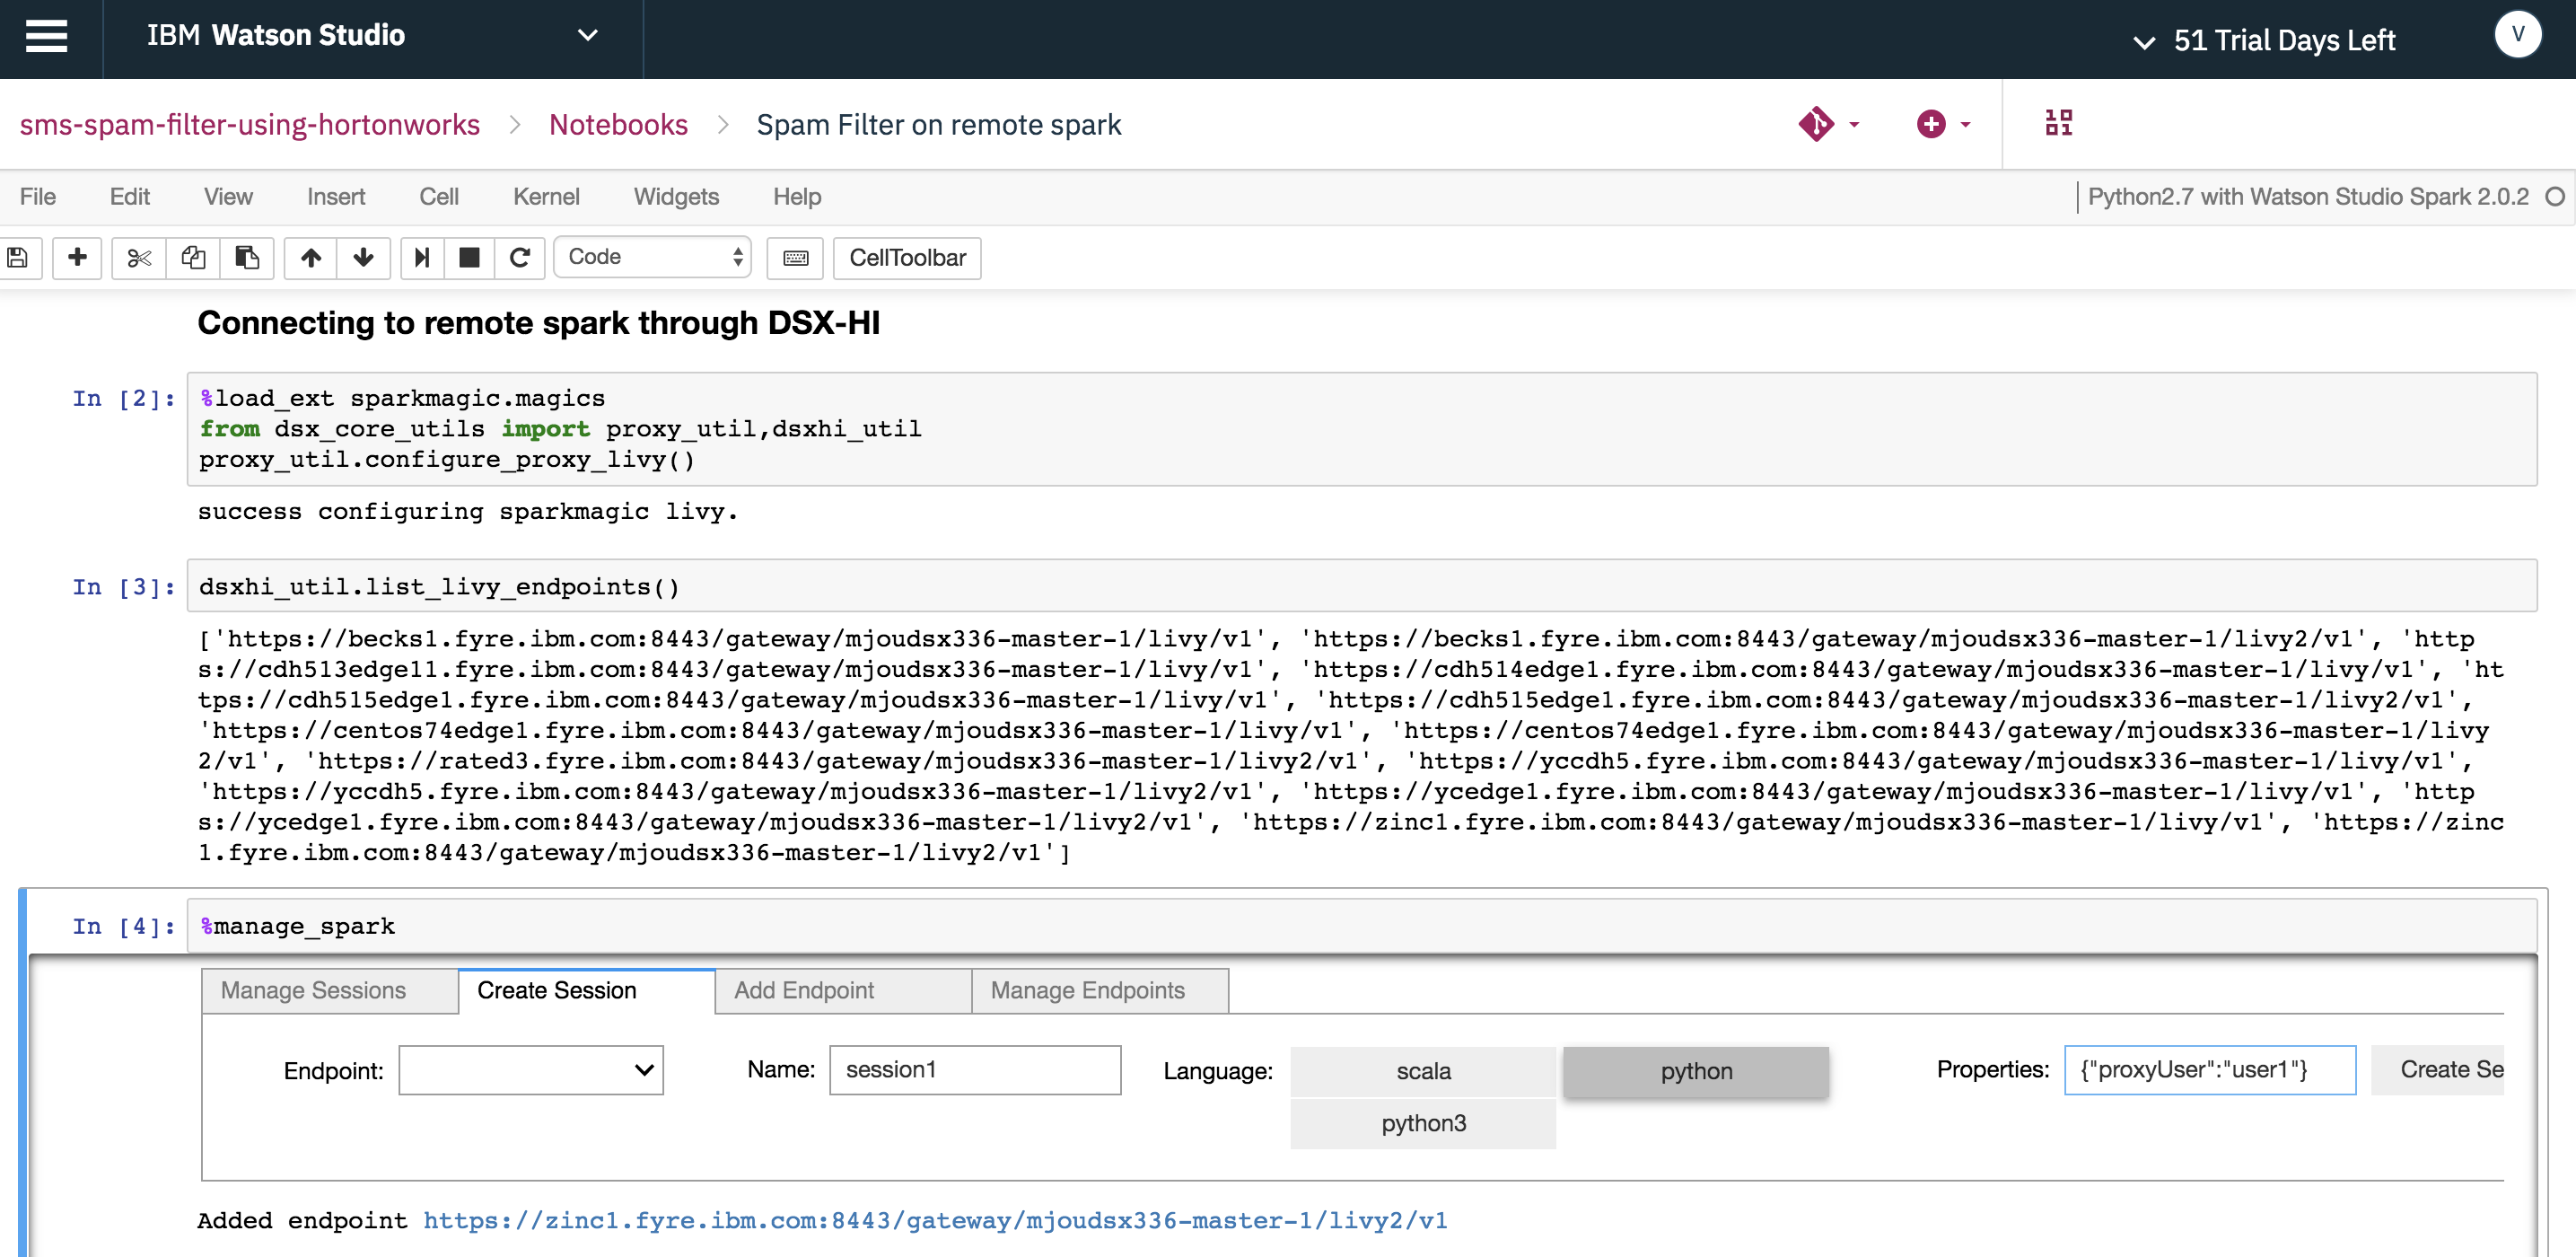 IBM Watson Studio
51 Trial Days Left
V
sms-spam-filter-using-hortonworks > Notebooks > Spam Filter on remote spark
File Edit View Insert Cell Kernel Widgets Help
Python2.7 with Watson Studio Spark 2.0.2
Code
CellToolbar
Connecting to remote spark through DSX-HI
In [2]: %load_ext sparkmagic.magics
from dsx_core_utils import proxy_util,dsxhi_util
proxy_util.configure_proxy_livy()
success configuring sparkmagic livy.
In [3]: dsxhi_util.list_livy_endpoints()
['https://becks1.fyre.ibm.com:8443/gateway/mjoudsx336-master-1/livy/v1', 'https://becks1.fyre.ibm.com:8443/gateway/mjoudsx336-master-1/livy2/v1', 'http
s://cdh513edge11.fyre.ibm.com:8443/gateway/mjoudsx336-master-1/livy/v1', 'https://cdh514edge1.fyre.ibm.com:8443/gateway/mjoudsx336-master-1/livy/v1', 'ht
tps://cdh515edge1.fyre.ibm.com:8443/gateway/mjoudsx336-master-1/livy/v1', 'https://cdh515edge1.fyre.ibm.com:8443/gateway/mjoudsx336-master-1/livy2/v1',
'https://centos74edge1.fyre.ibm.com:8443/gateway/mjoudsx336-master-1/livy/v1', 'https://centos74edge1.fyre.ibm.com:8443/gateway/mjoudsx336-master-1/livy
2/v1', 'https://rated3.fyre.ibm.com:8443/gateway/mjoudsx336-master-1/livy2/v1', 'https://yccdh5.fyre.ibm.com:8443/gateway/mjoudsx336-master-1/livy/v1',
'https://yccdh5.fyre.ibm.com:8443/gateway/mjoudsx336-master-1/livy2/v1', 'https://ycedge1.fyre.ibm.com:8443/gateway/mjoudsx336-master-1/livy/v1', 'http
s://ycedge1.fyre.ibm.com:8443/gateway/mjoudsx336-master-1/livy2/v1', 'https://zinc1.fyre.ibm.com:8443/gateway/mjoudsx336-master-1/livy/v1', 'https://zinc
1.fyre.ibm.com:8443/gateway/mjoudsx336-master-1/livy2/v1']
In [4]: %manage_spark
Manage Sessions Create Session Add Endpoint Manage Endpoints
Endpoint: Name: session1 Language: scala python Properties: {"proxyUser":"user1"} Create Se
python3
Added endpoint https://zinc1.fyre.ibm.com:8443/gateway/mjoudsx336-master-1/livy2/v1